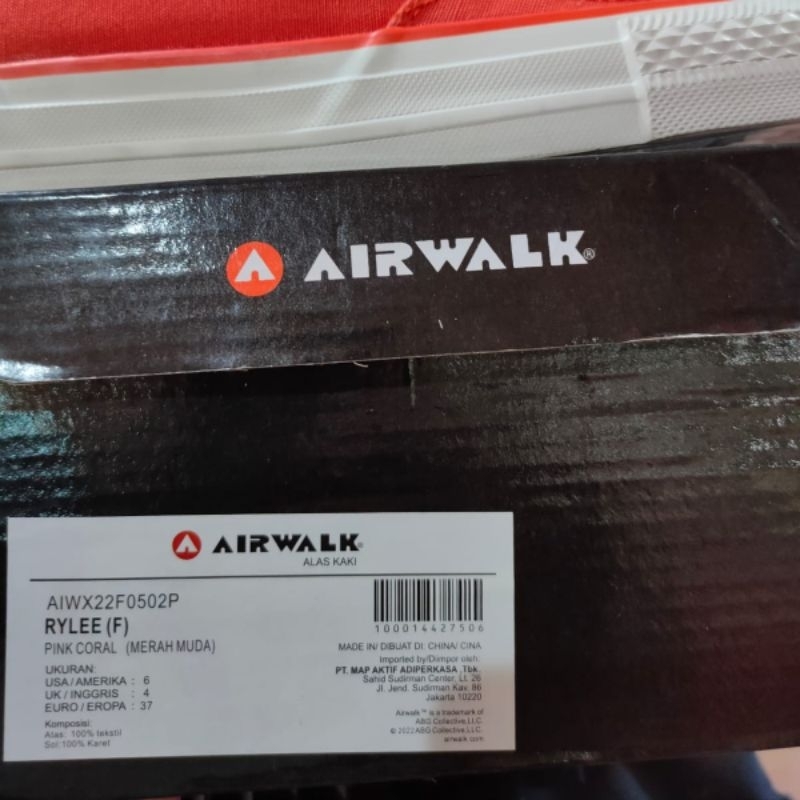 AIRWALK®
AIRWALK®
ALAS KAKI
AIWX22F0502P
RYLEE (F)
PINK CORAL (MERAH MUDA)
UKURAN:
USA / AMERIKA : 6
UK / INGGRIS : 4
EURO / EROPA : 37
Komposisi:
Atas: 100% tekstil
Sol:100% Karet
100014427506
MADE IN/ DIBUAT DI: CHINA/ CINA
Imported by/Diimpor oleh:
PT. MAP AKTIF ADIPERKASA ,Tbk.
Sahid Sudirman Center, Lt. 26
Jl. Jend. Sudirman Kav. 86
Jakarta 10220
Airwalk™ is a trademark of
ABG Collective,LLC.
© 2022 ABG Collective,LLC.
airwalk.com